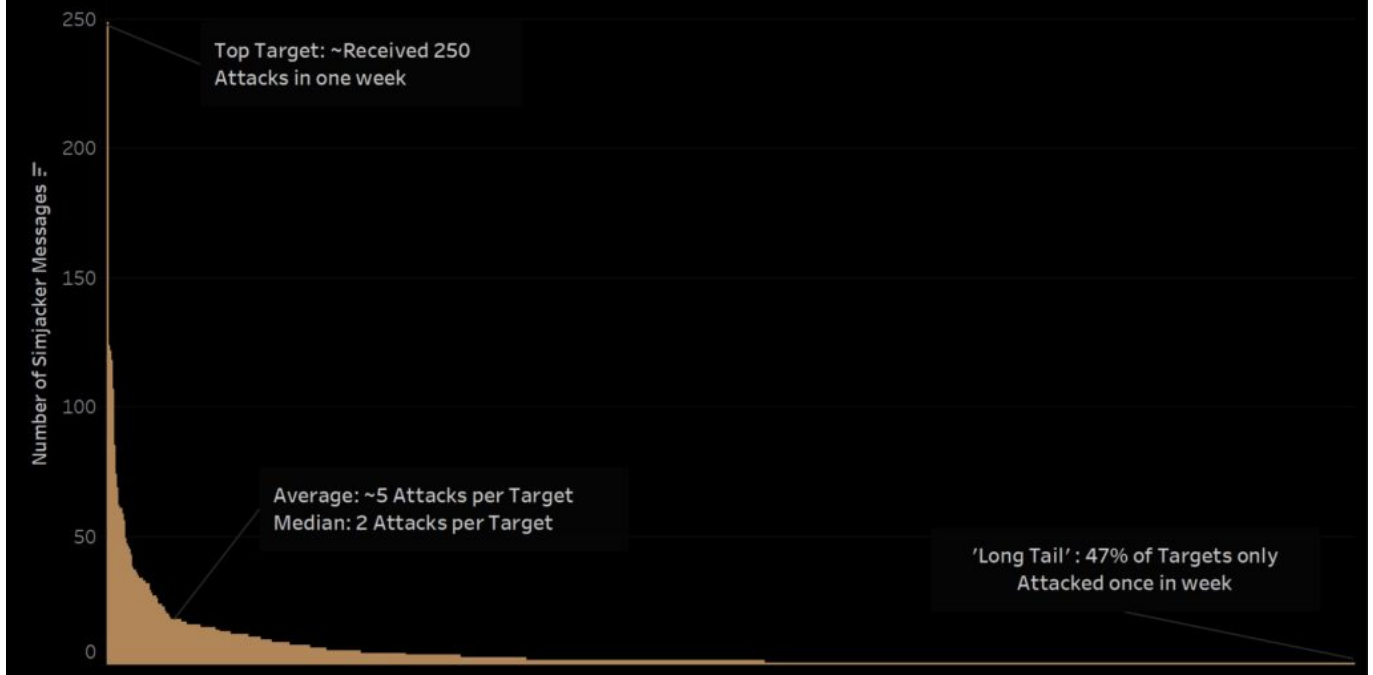 250
Top Target: ~Received 250
Attacks in one week
200
150
Number of Simjacker Messages
100
Average: ~5 Attacks per Target
Median: 2 Attacks per Target
50
'Long Tail' : 47% of Targets only
Attacked once in week
0